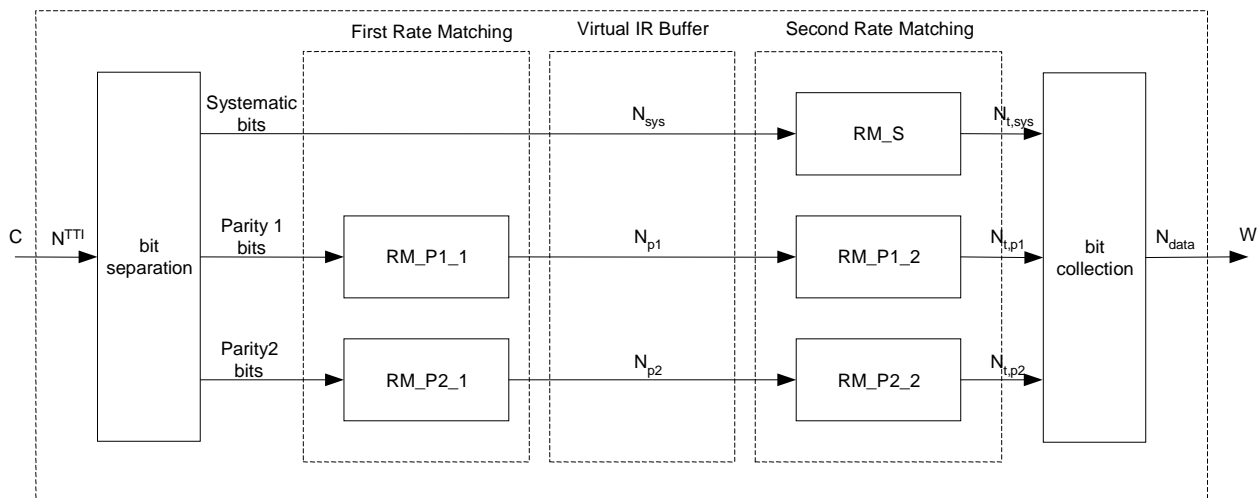 First Rate Matching
Virtual IR Buffer
Second Rate Matching
Systematic
bits
N_sys
RM_S
N_t,sys
C
N^TTI
bit
separation
Parity 1
bits
RM_P1_1
N_p1
RM_P1_2
N_t,p1
bit
collection
N_data
W
Parity2
bits
RM_P2_1
N_p2
RM_P2_2
N_t,p2